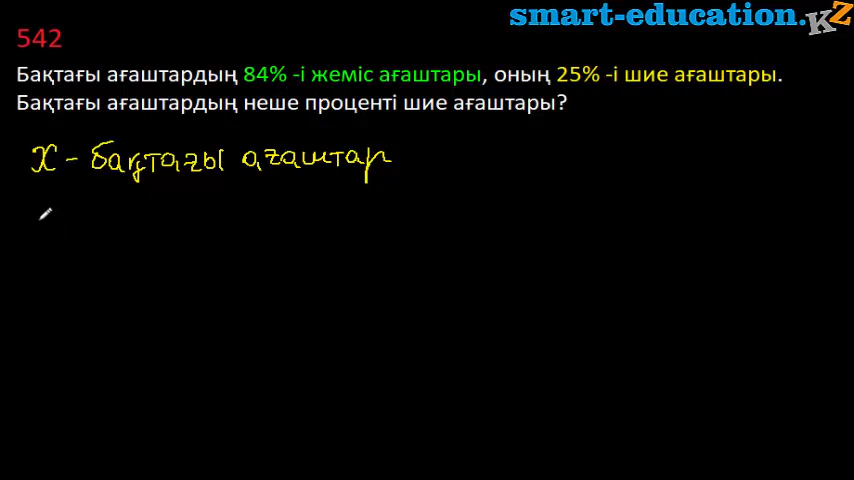 smart-education.KZ
542
Бақтағы ағаштардың 84% -і жеміс ағаштары, оның 25% -і шие ағаштары.
Бақтағы ағаштардың неше проценті шие ағаштары?
х - бақтағы ағаштар